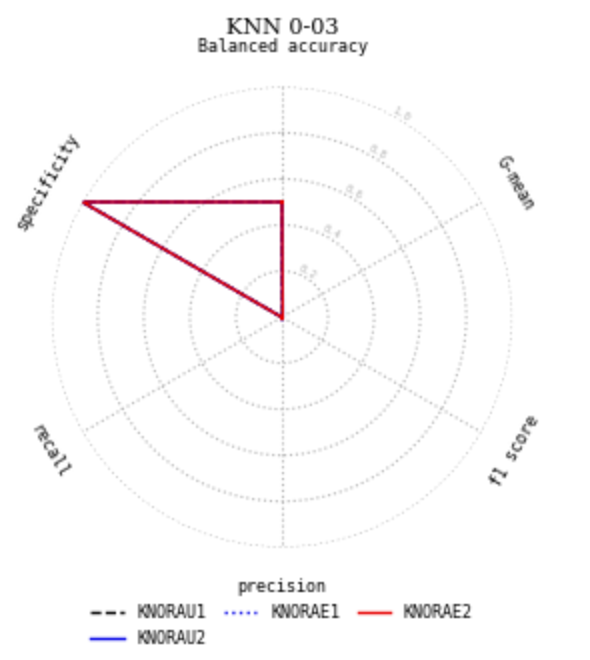 KNN 0-03
Balanced accuracy
1.0
0.8
0.6
0.4
0.2
G-mean
specificity
recall
f1 score
precision
KNORAU1 KNORAE1 KNORAE2
KNORAU2